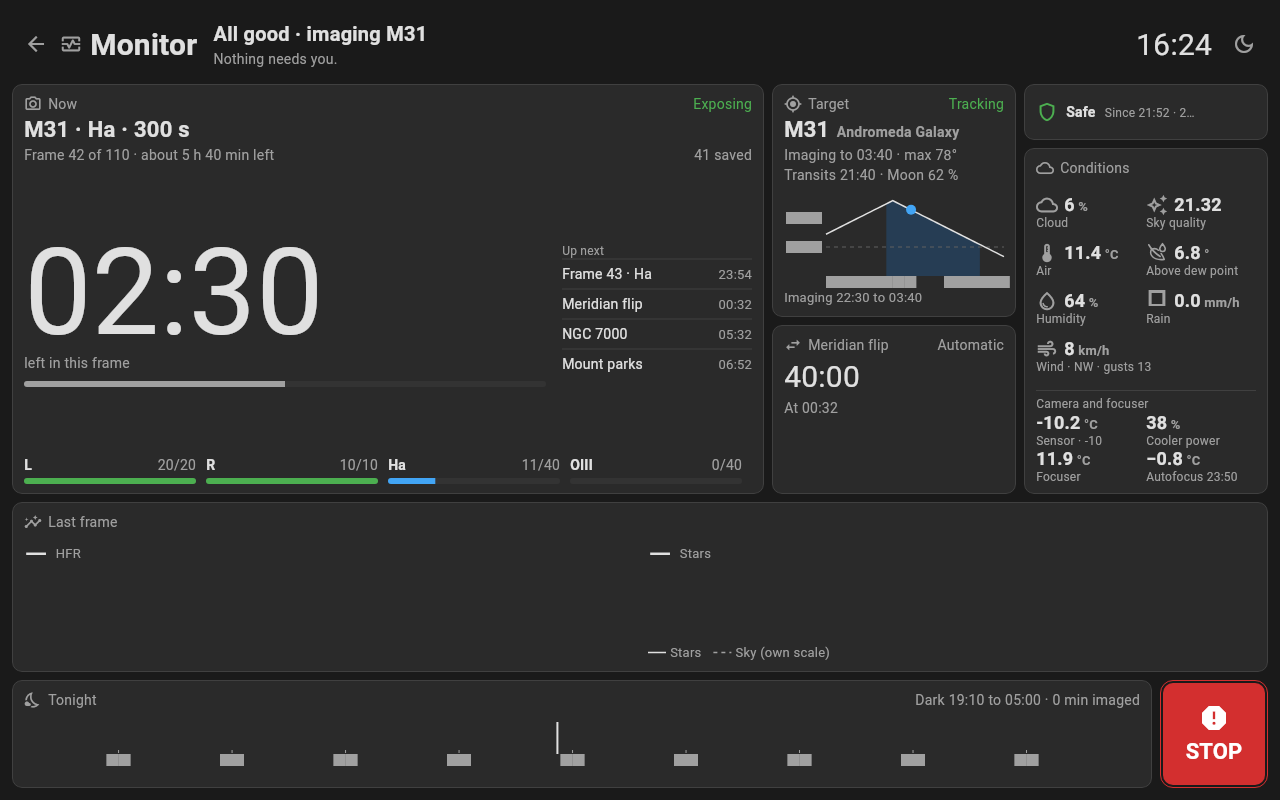 Monitor
All good · imaging M31
Nothing needs you.
16:24
Now
Exposing
M31 · Ha · 300 s
Frame 42 of 110 · about 5 h 40 min left
41 saved
02:30
left in this frame
Up next
Frame 43 · Ha 23:54
Meridian flip 00:32
NGC 7000 05:32
Mount parks 06:52
L 20/20
R 10/10
Ha 11/40
OIII 0/40
Target
Tracking
M31 Andromeda Galaxy
Imaging to 03:40 · max 78°
Transits 21:40 · Moon 62 %
Imaging 22:30 to 03:40
Meridian flip
Automatic
40:00
At 00:32
Safe Since 21:52 · 2...
Conditions
6 %
Cloud
21.32
Sky quality
11.4 °C
Air
6.8 °
Above dew point
64 %
Humidity
0.0 mm/h
Rain
8 km/h
Wind · NW · gusts 13
Camera and focuser
-10.2 °C
Sensor · -10
38 %
Cooler power
11.9 °C
Focuser
−0.8 °C
Autofocus 23:50
Last frame
HFR
Stars
Stars
Sky (own scale)
Tonight
Dark 19:10 to 05:00 · 0 min imaged
STOP